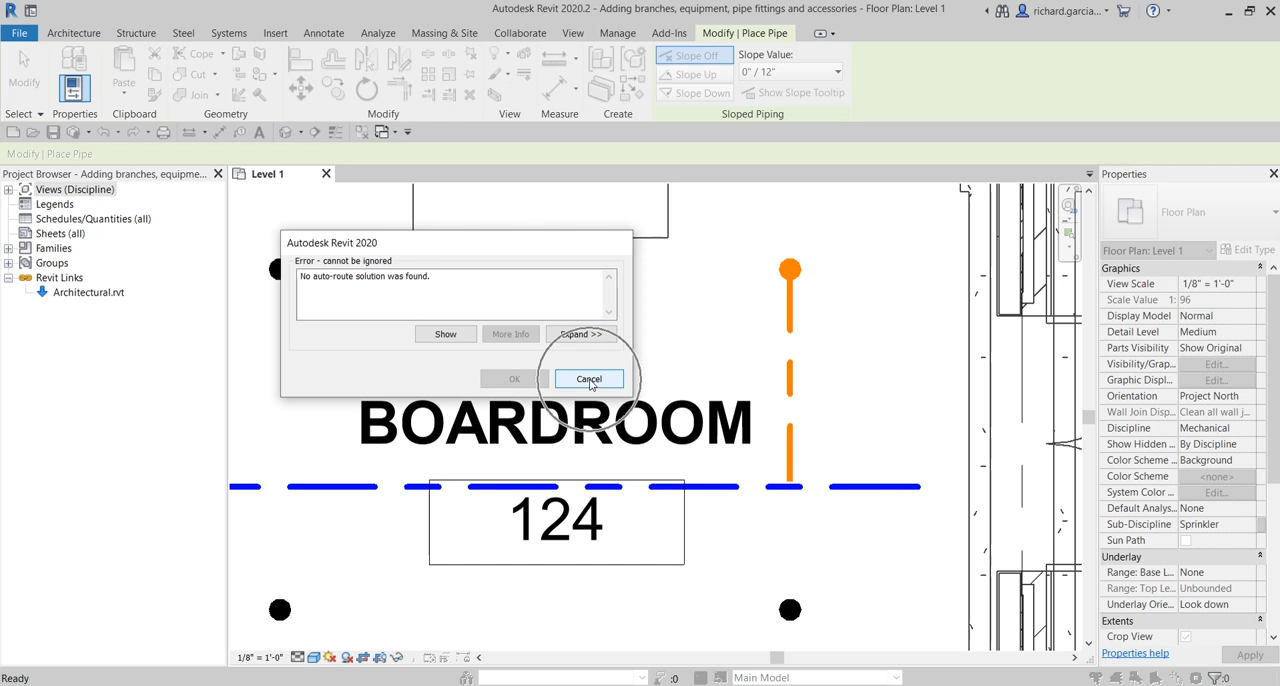 Autodesk Revit 2020.2 - Adding branches, equipment, pipe fittings and accessories - Floor Plan: Level 1
richard.garcia...
File Architecture Structure Steel Systems Insert Annotate Analyze Massing & Site Collaborate View Manage Add-Ins Modify | Place Pipe
Modify Paste Cope Cut Join
Slope Off Slope Value:
Slope Up 0" / 12"
Slope Down Show Slope Tooltip
Select Properties Clipboard Geometry Modify View Measure Create Sloped Piping
Modify | Place Pipe
Project Browser - Adding branches, equipme...
Views (Discipline)
Legends
Schedules/Quantities (all)
Sheets (all)
Families
Groups
Revit Links
Architectural.rvt
Level 1
Autodesk Revit 2020
Error - cannot be ignored
No auto-route solution was found.
Show More Info Expand >>
OK Cancel
BOARDROOM
124
Properties
Floor Plan
Floor Plan: Level 1 Edit Type
Graphics
View Scale 1/8" = 1'-0"
Scale Value 1: 96
Display Model Normal
Detail Level Medium
Parts Visibility Show Original
Visibility/Grap... Edit...
Graphic Displ... Edit...
Orientation Project North
Wall Join Disp... Clean all wall j...
Discipline Mechanical
Show Hidden ... By Discipline
Color Scheme ... Background
Color Scheme <none>
System Color ... Edit...
Default Analys... None
Sub-Discipline Sprinkler
Sun Path
Underlay
Range: Base L... None
Range: Top Le... Unbounded
Underlay Orie... Look down
Extents
Crop View
Properties help Apply
1/8" = 1'-0"
Ready :0 Main Model :0